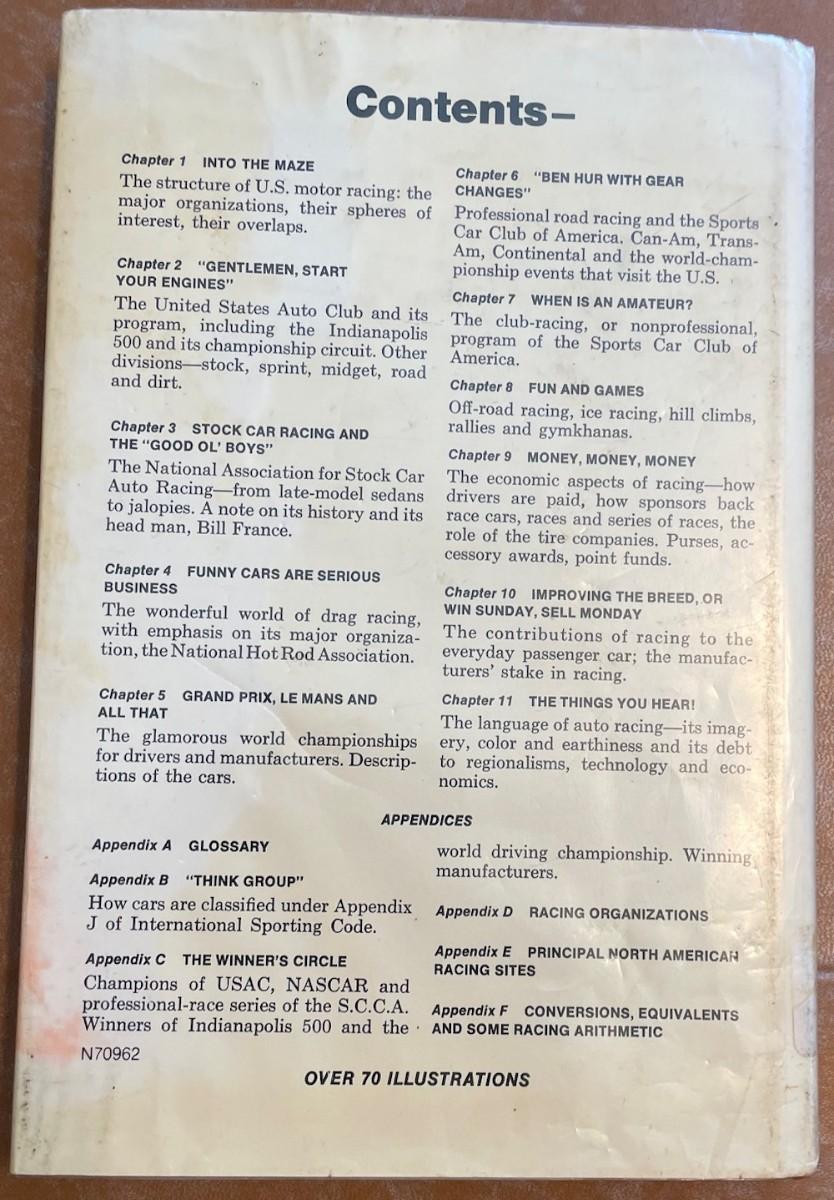 Contents–
Chapter 1 INTO THE MAZE
The structure of U.S. motor racing: the
major organizations, their spheres of
interest, their overlaps.
Chapter 2 "GENTLEMEN, START
YOUR ENGINES"
The United States Auto Club and its
program, including the Indianapolis
500 and its championship circuit. Other
divisions—stock, sprint, midget, road
and dirt.
Chapter 3 STOCK CAR RACING AND
THE "GOOD OL' BOYS"
The National Association for Stock Car
Auto Racing—from late-model sedans
to jalopies. A note on its history and its
head man, Bill France.
Chapter 4 FUNNY CARS ARE SERIOUS
BUSINESS
The wonderful world of drag racing,
with emphasis on its major organiza-
tion, the National Hot Rod Association.
Chapter 5 GRAND PRIX, LE MANS AND
ALL THAT
The glamorous world championships
for drivers and manufacturers. Descrip-
tions of the cars.
Chapter 6 "BEN HUR WITH GEAR
CHANGES"
Professional road racing and the Sports
Car Club of America. Can-Am, Trans-
Am, Continental and the world-cham-
pionship events that visit the U.S.
Chapter 7 WHEN IS AN AMATEUR?
The club-racing, or nonprofessional,
program of the Sports Car Club of
America.
Chapter 8 FUN AND GAMES
Off-road racing, ice racing, hill climbs,
rallies and gymkhanas.
Chapter 9 MONEY, MONEY, MONEY
The economic aspects of racing—how
drivers are paid, how sponsors back
race cars, races and series of races, the
role of the tire companies. Purses, ac-
cessory awards, point funds.
Chapter 10 IMPROVING THE BREED, OR
WIN SUNDAY, SELL MONDAY
The contributions of racing to the
everyday passenger car; the manufac-
turers' stake in racing.
Chapter 11 THE THINGS YOU HEAR!
The language of auto racing—its imag-
ery, color and earthiness and its debt
to regionalisms, technology and eco-
nomics.
APPENDICES
Appendix A GLOSSARY
Appendix B "THINK GROUP"
How cars are classified under Appendix
J of International Sporting Code.
Appendix C THE WINNER'S CIRCLE
Champions of USAC, NASCAR and
professional-race series of the S.C.C.A.
Winners of Indianapolis 500 and the
world driving championship. Winning
manufacturers.
Appendix D RACING ORGANIZATIONS
Appendix E PRINCIPAL NORTH AMERICAN
RACING SITES
Appendix F CONVERSIONS, EQUIVALENTS
AND SOME RACING ARITHMETIC
N70962
OVER 70 ILLUSTRATIONS